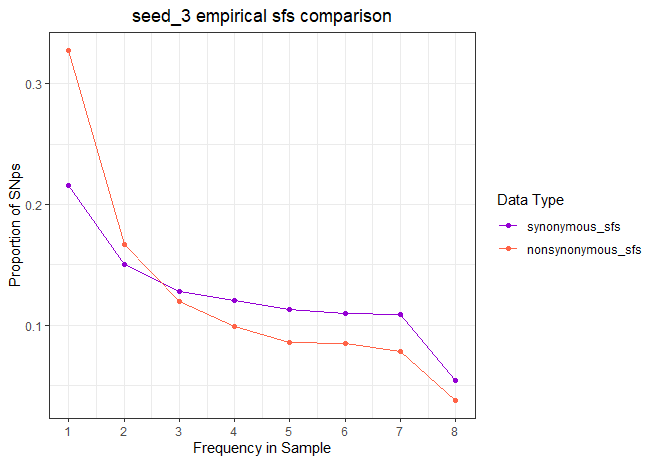 seed_3 empirical sfs comparison
Proportion of SNps
0.3
0.2
0.1
1 2 3 4 5 6 7 8
Frequency in Sample
Data Type
synonymous_sfs
nonsynonymous_sfs